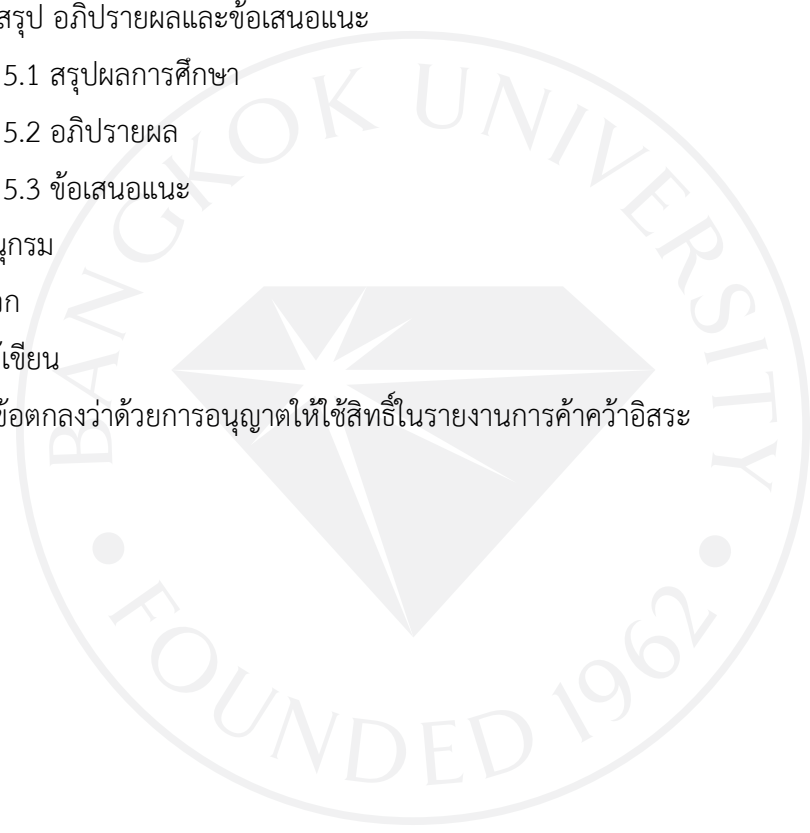 สรุป อภิปรายผลและข้อเสนอแนะ
5.1 สรุปผลการศึกษา
5.2 อภิปรายผล
5.3 ข้อเสนอแนะ
นุกรม
วก
เขียน
ข้อตกลงว่าด้วยการอนุญาตให้ใช้สิทธิ์ในรายงานการค้าคว้าอิสระ
BANGKOK UNIVERSITY
FOUNDED 1962